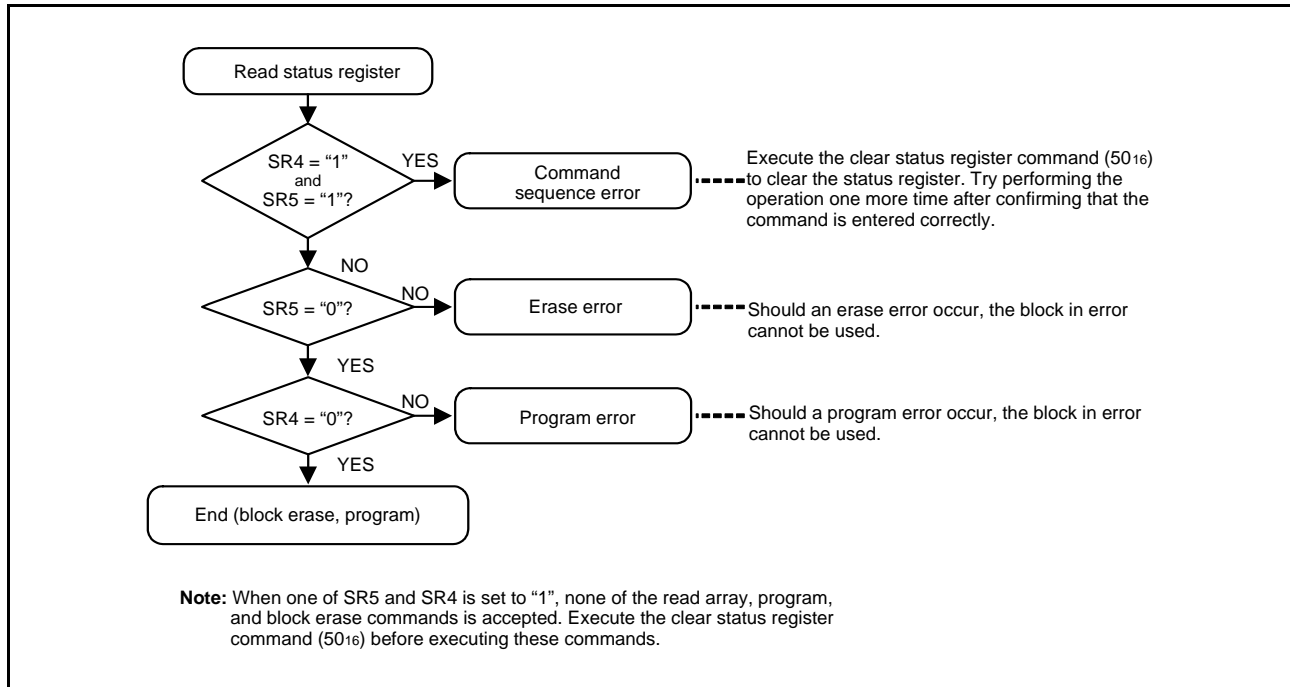 Read status register
SR4 = “1”
and
SR5 = “1”?
YES
Command
sequence error
Execute the clear status register command (5016)
to clear the status register. Try performing the
operation one more time after confirming that the
command is entered correctly.
NO
SR5 = “0”?
NO
Erase error
Should an erase error occur, the block in error
cannot be used.
YES
SR4 = “0”?
NO
Program error
Should a program error occur, the block in error
cannot be used.
YES
End (block erase, program)
Note: When one of SR5 and SR4 is set to “1”, none of the read array, program,
and block erase commands is accepted. Execute the clear status register
command (5016) before executing these commands.